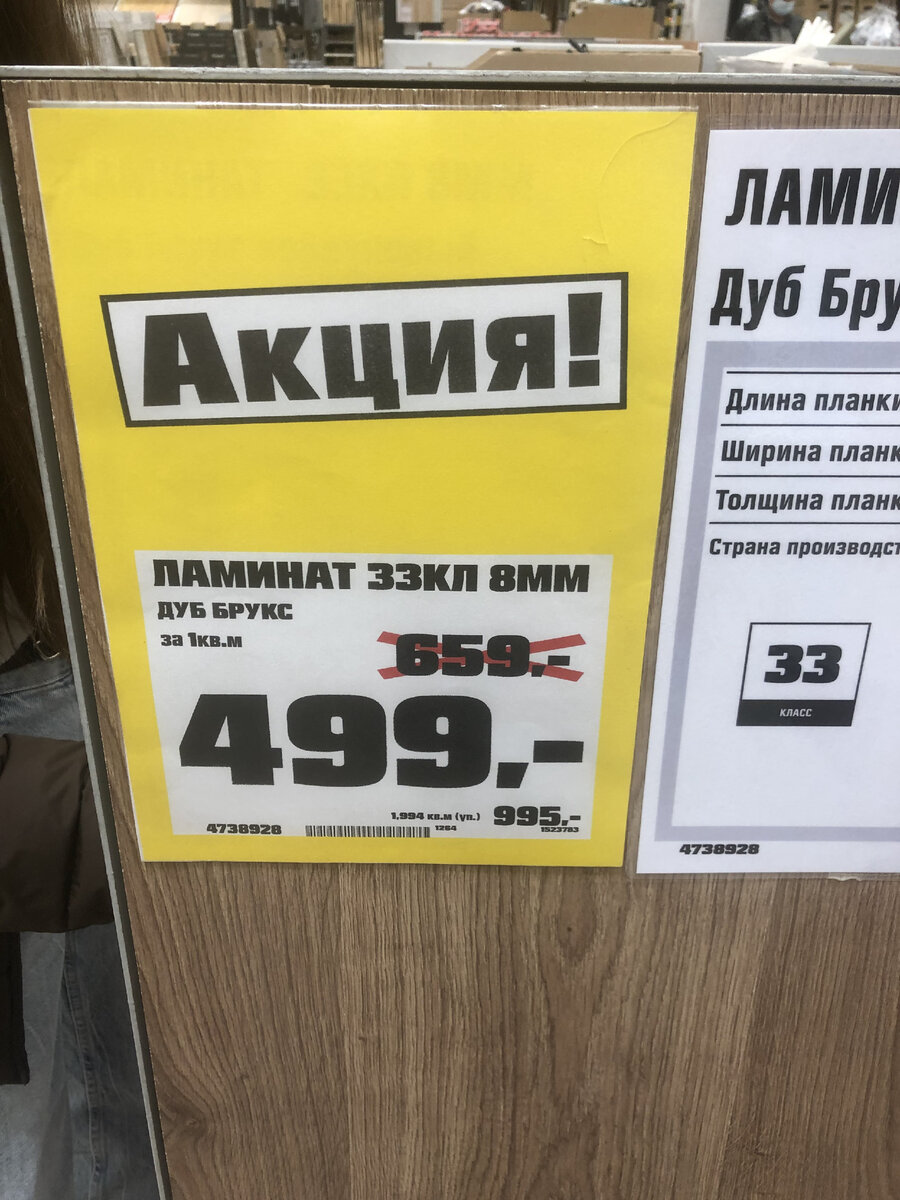 Акция!
ЛАМИНАТ 33КЛ 8ММ
ДУБ БРУКС
за 1кв.м
659,-
499,-
1,994 кв.м (уп.) 995,-
4738928 1264 1523783
ЛАМИ
Дуб Бру
Длина планки
Ширина планк
Толщина планк
Страна производст
33
КЛАСС
4738928